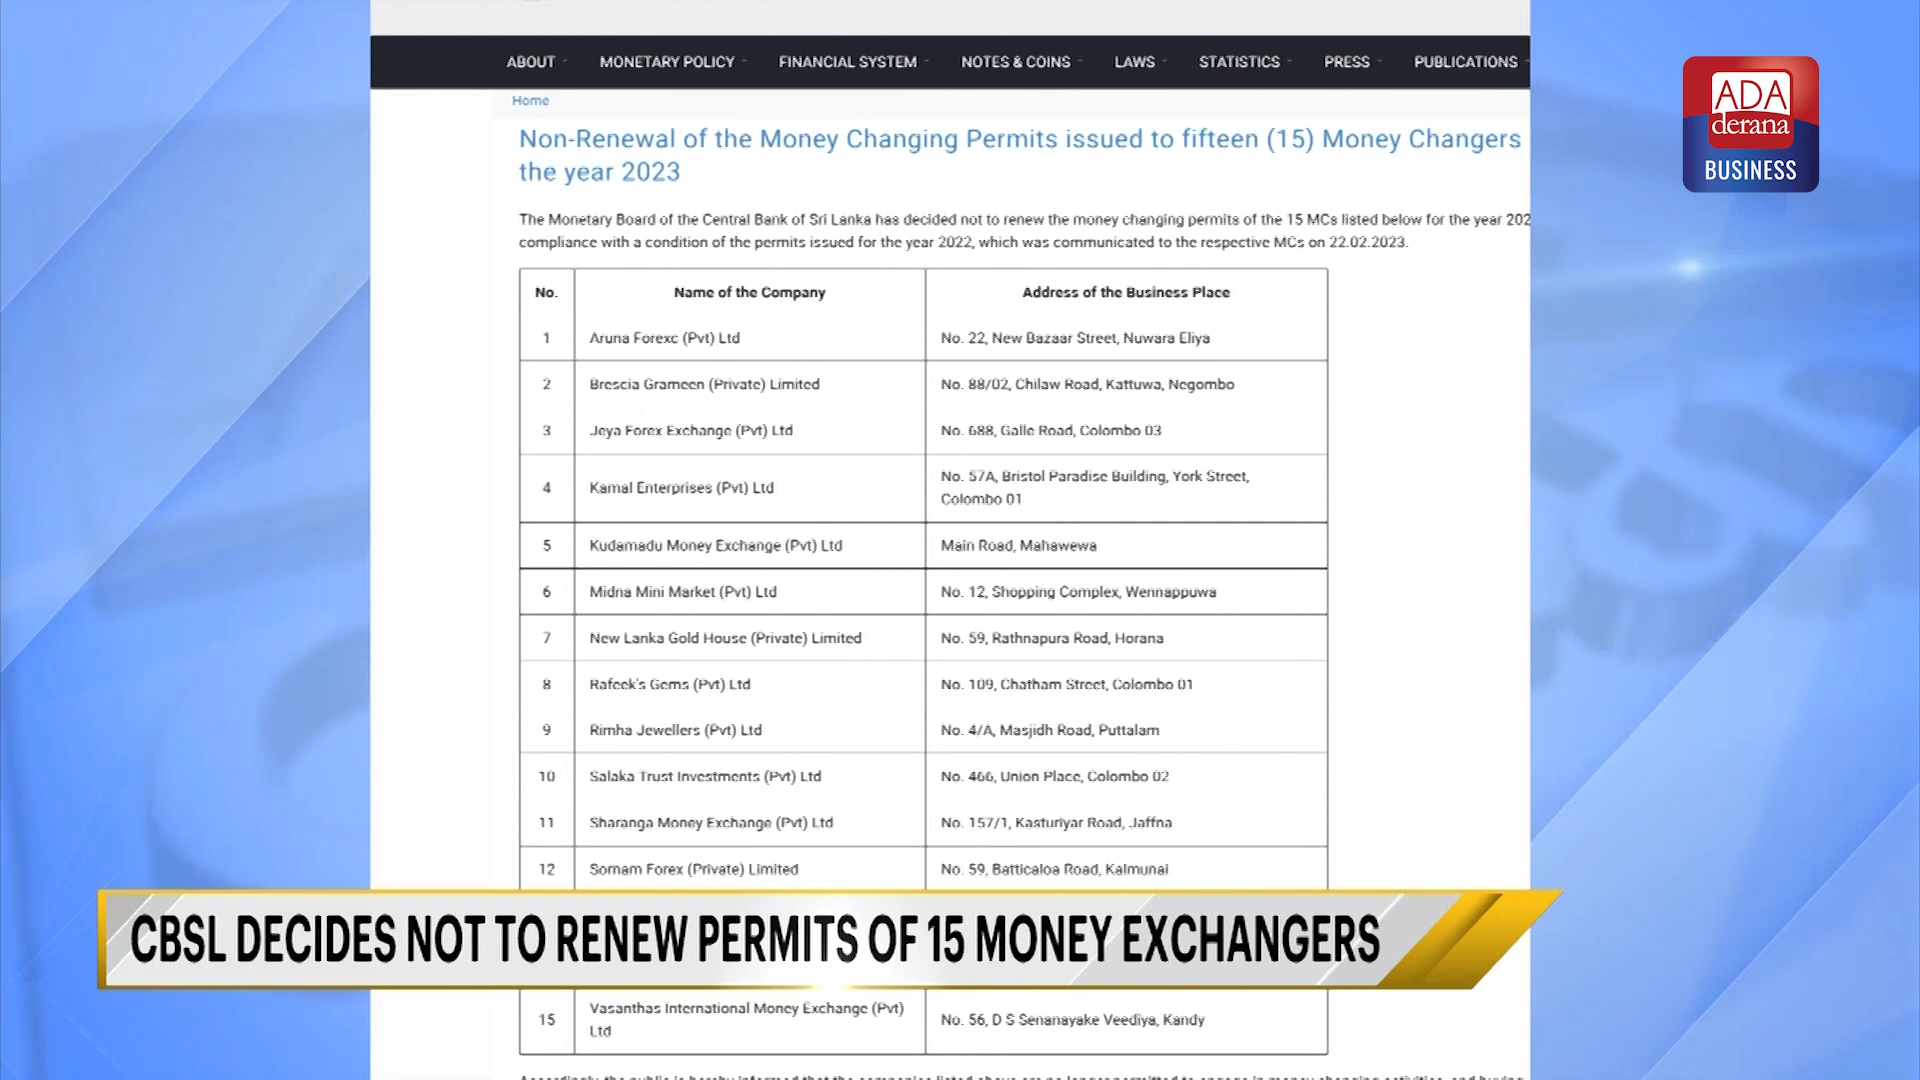 ABOUT MONETARY POLICY FINANCIAL SYSTEM NOTES & COINS LAWS STATISTICS PRESS PUBLICATIONS
ADA
derana
BUSINESS
Home
Non-Renewal of the Money Changing Permits issued to fifteen (15) Money Changers
the year 2023
The Monetary Board of the Central Bank of Sri Lanka has decided not to renew the money changing permits of the 15 MCs listed below for the year 202
compliance with a condition of the permits issued for the year 2022, which was communicated to the respective MCs on 22.02.2023.
No. Name of the Company Address of the Business Place
1 Aruna Forexc (Pvt) Ltd No. 22, New Bazaar Street, Nuwara Eliya
2 Brescia Grameen (Private) Limited No. 88/02, Chilaw Road, Kattuwa, Negombo
3 Jeya Forex Exchange (Pvt) Ltd No. 688, Galle Road, Colombo 03
4 Kamal Enterprises (Pvt) Ltd No. 57A, Bristol Paradise Building, York Street,
Colombo 01
5 Kudamadu Money Exchange (Pvt) Ltd Main Road, Mahawewa
6 Midna Mini Market (Pvt) Ltd No. 12, Shopping Complex, Wennappuwa
7 New Lanka Gold House (Private) Limited No. 59, Rathnapura Road, Horana
8 Rafeek's Gems (Pvt) Ltd No. 109, Chatham Street, Colombo 01
9 Rimha Jewellers (Pvt) Ltd No. 4/A, Masjidh Road, Puttalam
10 Salaka Trust Investments (Pvt) Ltd No. 466, Union Place, Colombo 02
11 Sharanga Money Exchange (Pvt) Ltd No. 157/1, Kasturiyar Road, Jaffna
12 Sornam Forex (Private) Limited No. 59, Batticaloa Road, Kalmunai
CBSL DECIDES NOT TO RENEW PERMITS OF 15 MONEY EXCHANGERS
15 Vasanthas International Money Exchange (Pvt)
Ltd No. 56, D S Senanayake Veediya, Kandy